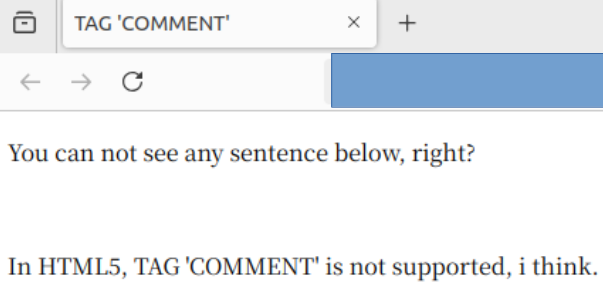 TAG 'COMMENT'
You can not see any sentence below, right?
In HTML5, TAG 'COMMENT' is not supported, i think.